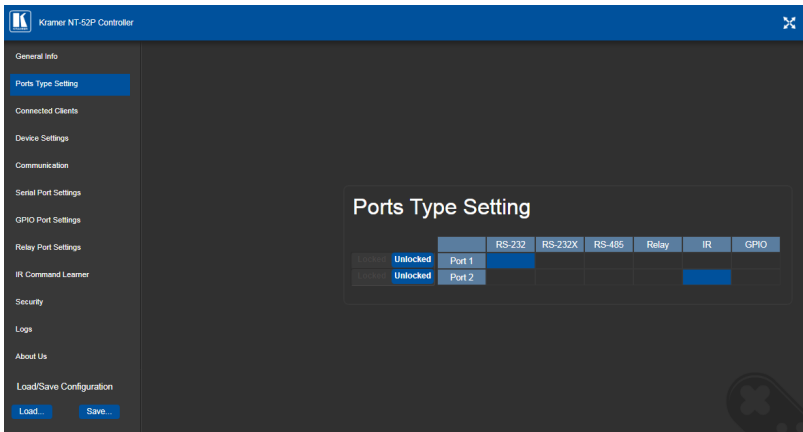 Kramer NT-52P Controller
General Info
Ports Type Setting
Connected Clients
Device Settings
Communication
Serial Port Settings
GPIO Port Settings
Relay Port Settings
IR Command Learner
Security
Logs
About Us
Load/Save Configuration
Load... Save...
Ports Type Setting
RS-232 RS-232X RS-485 Relay IR GPIO
Locked Unlocked Port 1
Locked Unlocked Port 2